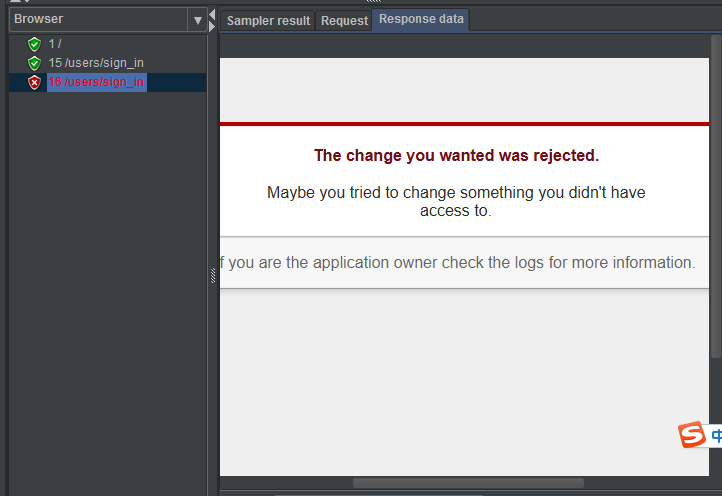 Browser
1 /
15 /users/sign_in
16 /users/sign_in
Sampler result
Request
Response data
The change you wanted was rejected.
Maybe you tried to change something you didn't have
access to.
f you are the application owner check the logs for more information.
S
中